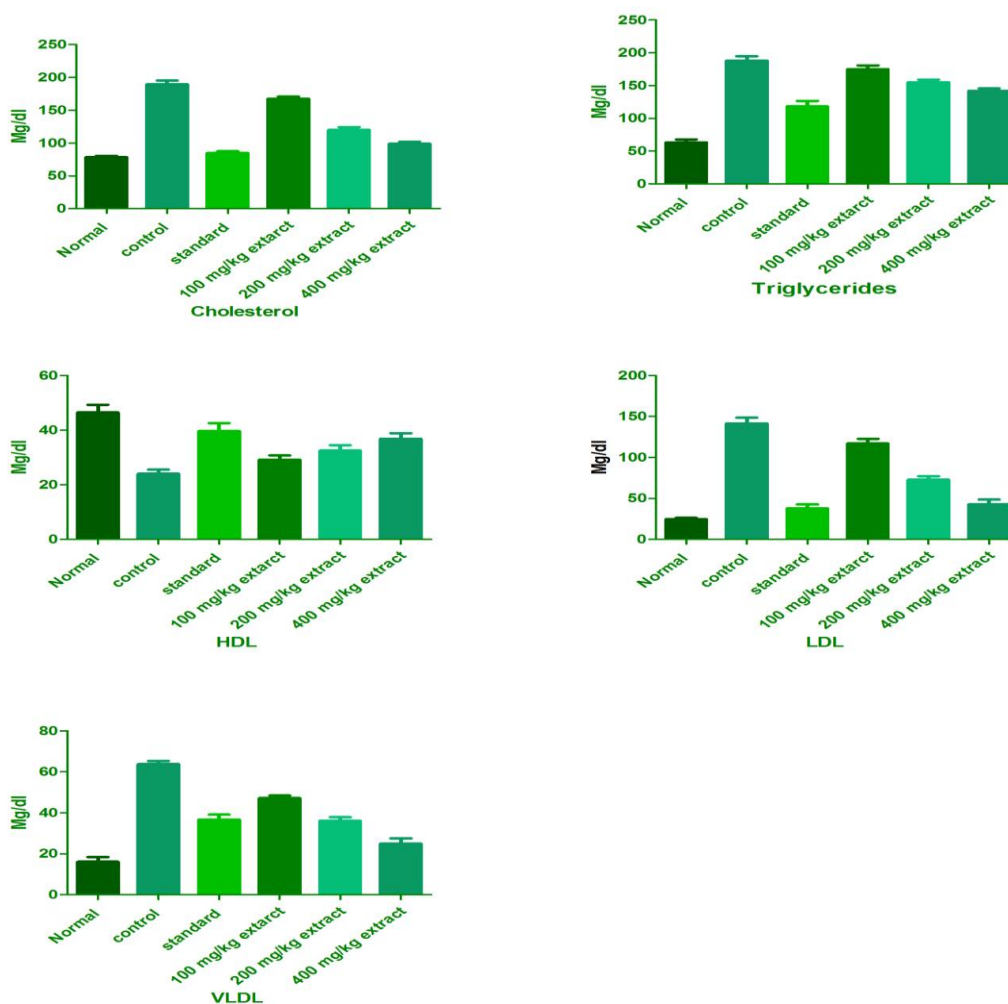 250
200
150
100
50
0
Mg/dl
Normal
control
standard
100 mg/kg extarct
200 mg/kg extract
400 mg/kg extract
Cholesterol
250
200
150
100
50
0
Mg/dl
Normal
control
standard
100 mg/kg extarct
200 mg/kg extract
400 mg/kg extract
Triglycerides
60
40
20
0
Mg/dl
Normal
control
standard
100 mg/kg extarct
200 mg/kg extract
400 mg/kg extract
HDL
200
150
100
50
0
Mg/dl
Normal
control
standard
100 mg/kg extarct
200 mg/kg extract
400 mg/kg extract
LDL
80
60
40
20
0
Mg/dl
Normal
control
standard
100 mg/kg extarct
200 mg/kg extract
400 mg/kg extract
VLDL